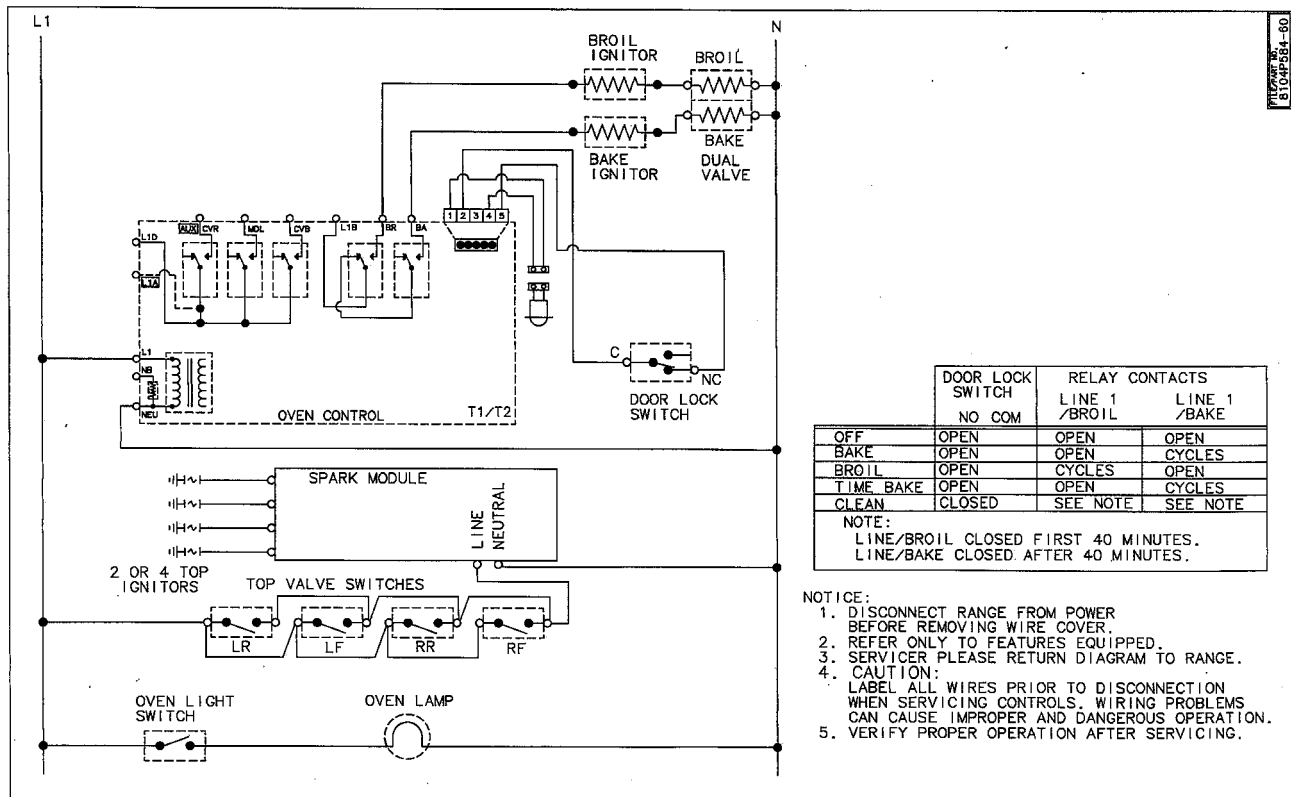 L1
N
FILE/PART NO.
8104P584-60
BROIL
IGNITOR
BROIL
BAKE
IGNITOR
BAKE
DUAL
VALVE
1 2 3 4 5
AUX CVR MDL CVB L1B BR BA
L1D
L1A
L1
NB
NEU
OVEN CONTROL
T1/T2
C
NC
DOOR LOCK
SWITCH
DOOR LOCK
SWITCH
NO COM
RELAY CONTACTS
LINE 1
/BROIL
LINE 1
/BAKE
OFF OPEN OPEN OPEN
BAKE OPEN OPEN CYCLES
BROIL OPEN CYCLES OPEN
TIME BAKE OPEN OPEN CYCLES
CLEAN CLOSED SEE NOTE SEE NOTE
NOTE:
LINE/BROIL CLOSED FIRST 40 MINUTES.
LINE/BAKE CLOSED AFTER 40 MINUTES.
SPARK MODULE
LINE
NEUTRAL
2 OR 4 TOP
IGNITORS
TOP VALVE SWITCHES
LR LF RR RF
OVEN LIGHT
SWITCH
OVEN LAMP
NOTICE:
1. DISCONNECT RANGE FROM POWER
BEFORE REMOVING WIRE COVER.
2. REFER ONLY TO FEATURES EQUIPPED.
3. SERVICER PLEASE RETURN DIAGRAM TO RANGE.
4. CAUTION:
LABEL ALL WIRES PRIOR TO DISCONNECTION
WHEN SERVICING CONTROLS. WIRING PROBLEMS
CAN CAUSE IMPROPER AND DANGEROUS OPERATION.
5. VERIFY PROPER OPERATION AFTER SERVICING.